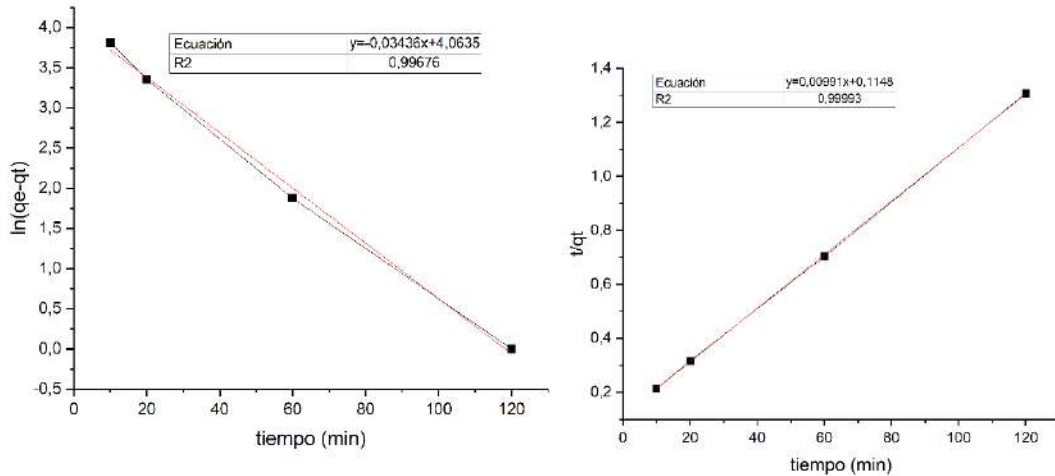 Ecuación y=-0,03436x+4,0635
R2 0,99676
4,0
3,5
3,0
2,5
2,0
1,5
1,0
0,5
0,0
-0,5
ln(qe-qt)
0 20 40 60 80 100 120
tiempo (min)
Ecuación y=0,00991x+0,1148
R2 0,99993
1,4
1,2
1,0
0,8
0,6
0,4
0,2
t/qt
0 20 40 60 80 100 120
tiempo (min)